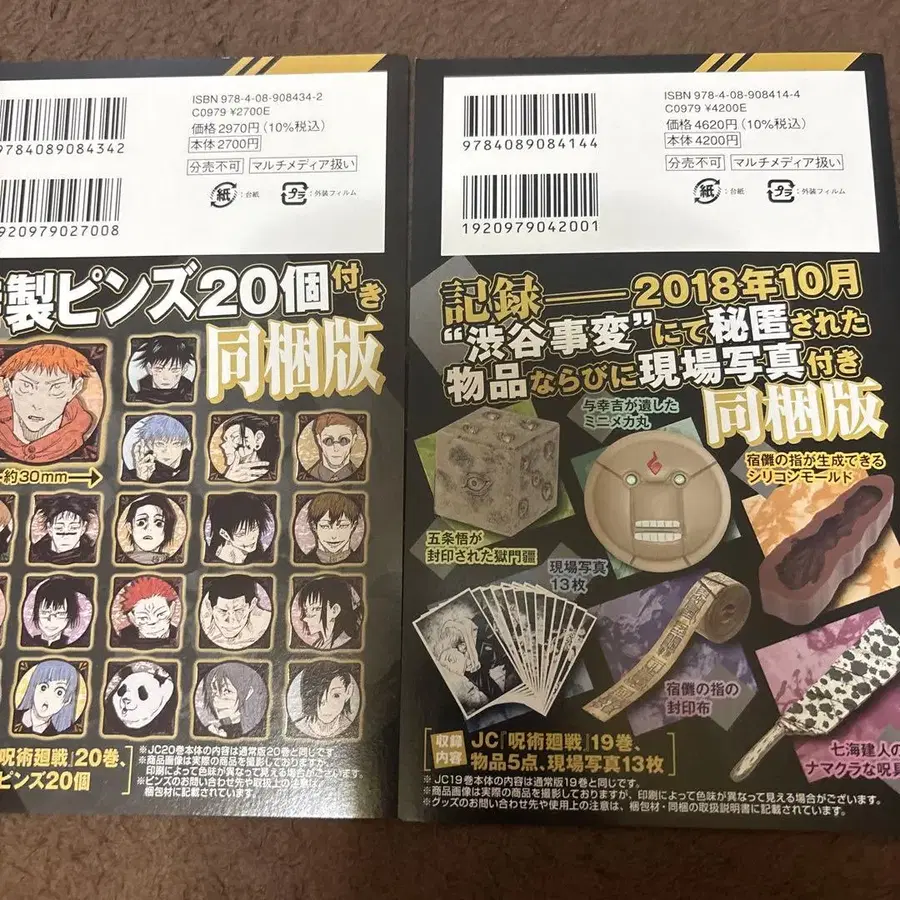 ISBN 978-4-08-908434-2
C0979 ¥2700E
価格2970円(10%税込)
本体2700円
分売不可 マルチメディア扱い
紙:台紙 プラ:外装フィルム
9784089084342
920979027008
製ピンズ20個付き
同梱版
約30mm
『呪術廻戦』20巻、
ピンズ20個
※JC20巻本体の内容は通常版20巻と同じです。
※商品画像は実際の商品を撮影しておりますが、
印刷によって色味が異なって見える場合がございます。
※ピンズのお問い合わせ先や取扱上の注意は、
梱包材に記載されています。
ISBN 978-4-08-908414-4
C0979 ¥4200E
価格4620円(10%税込)
本体4200円
分売不可 マルチメディア扱い
紙:台紙 プラ:外装フィルム
9784089084144
1920979042001
記録――2018年10月
“渋谷事変”にて秘匿された
物品ならびに現場写真付き
同梱版
与幸吉が遺した
ミニメカ丸
宿儺の指が生成できる
シリコンモールド
五条悟が
封印された獄門疆
現場写真
13枚
宿儺の指の
封印布
七海建人の
ナマクラな呪具
収録内容 JC『呪術廻戦』19巻、
物品5点、現場写真13枚
※JC19巻本体の内容は通常版19巻と同じです。
※商品画像は実際の商品を撮影しておりますが、印刷によって色味が異なって見える場合がございます。
※グッズのお問い合わせ先や使用上の注意は、梱包材・同梱の取扱説明書に記載されています。